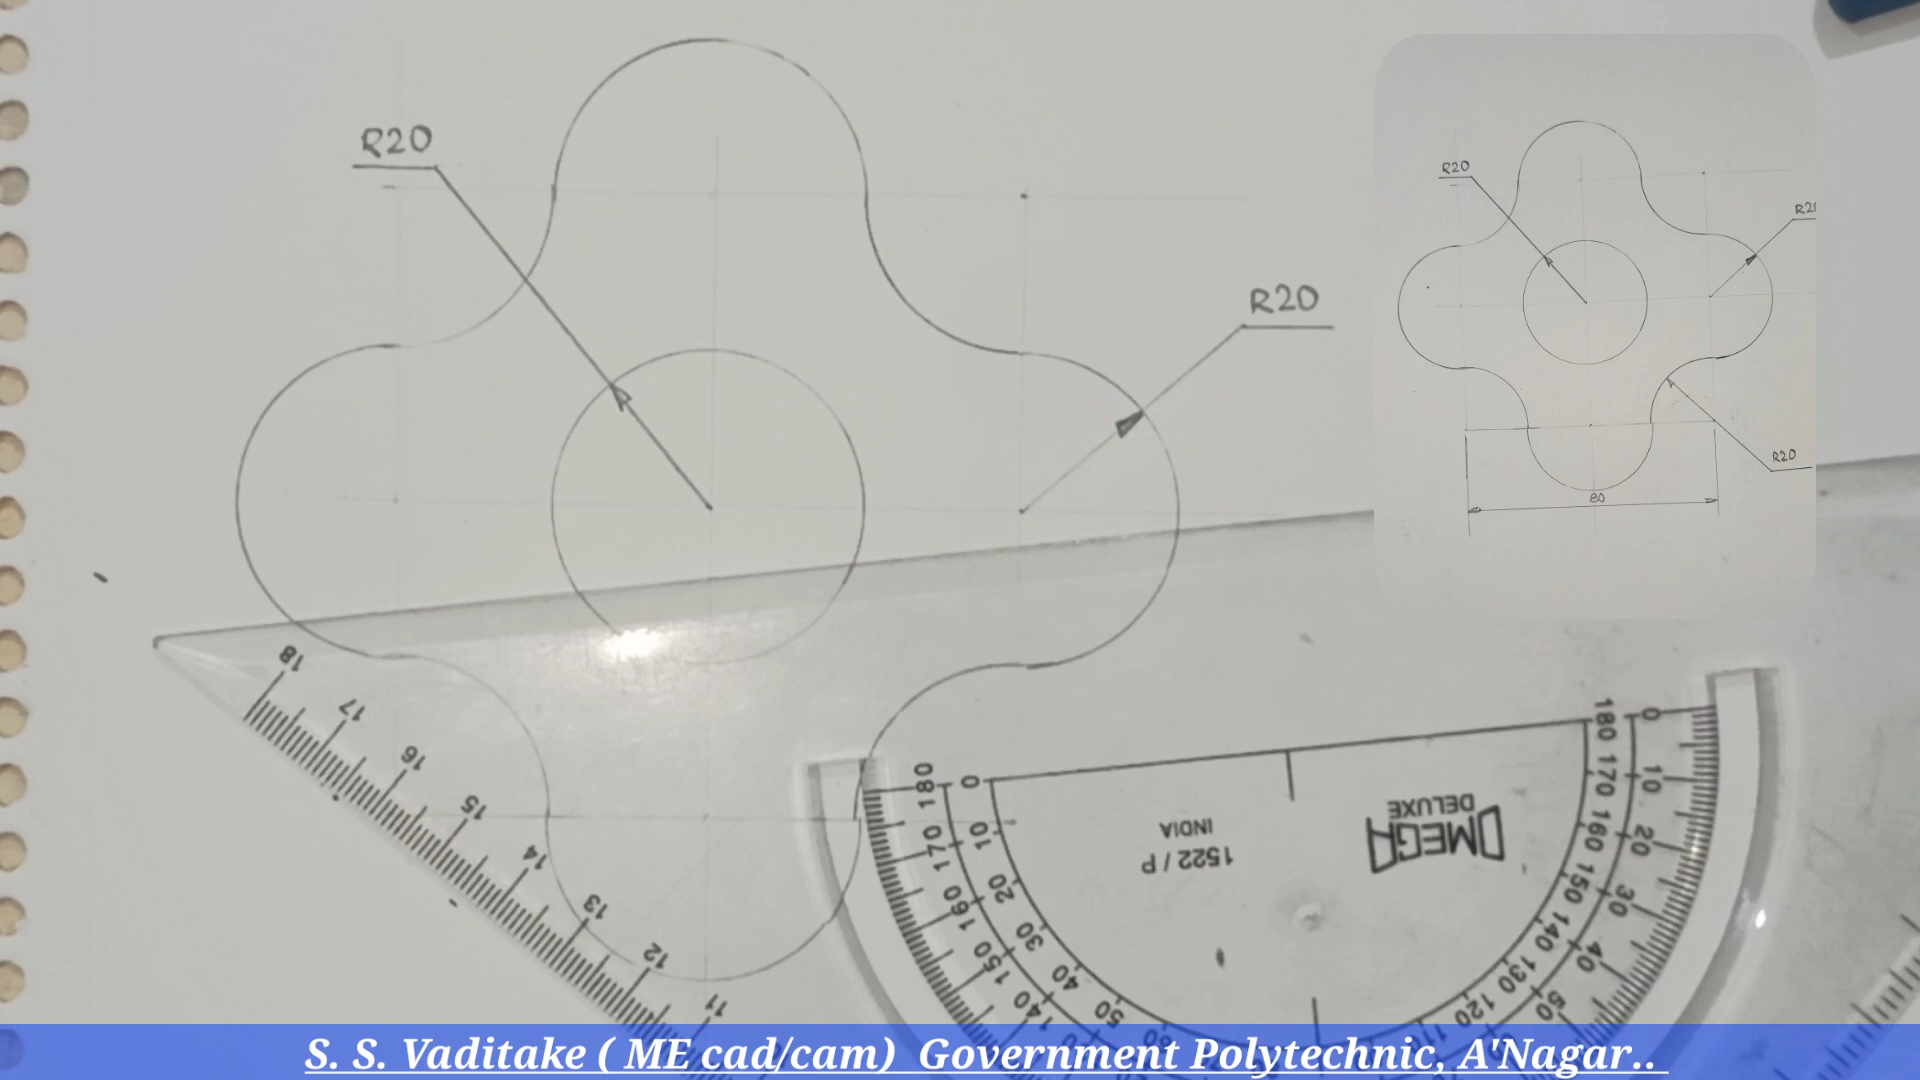 R20
R20
R20
R20
80
18
17
16
15
14
13
12
11
180 0
170 10
160 20
150 30
140 40
50
180 0
170 10
160 20
150 30
140 40
130 50
120
INDIA
1522 / P
OMEGA
DELUXE
S. S. Vaditake ( ME cad/cam) Government Polytechnic, A'Nagar..